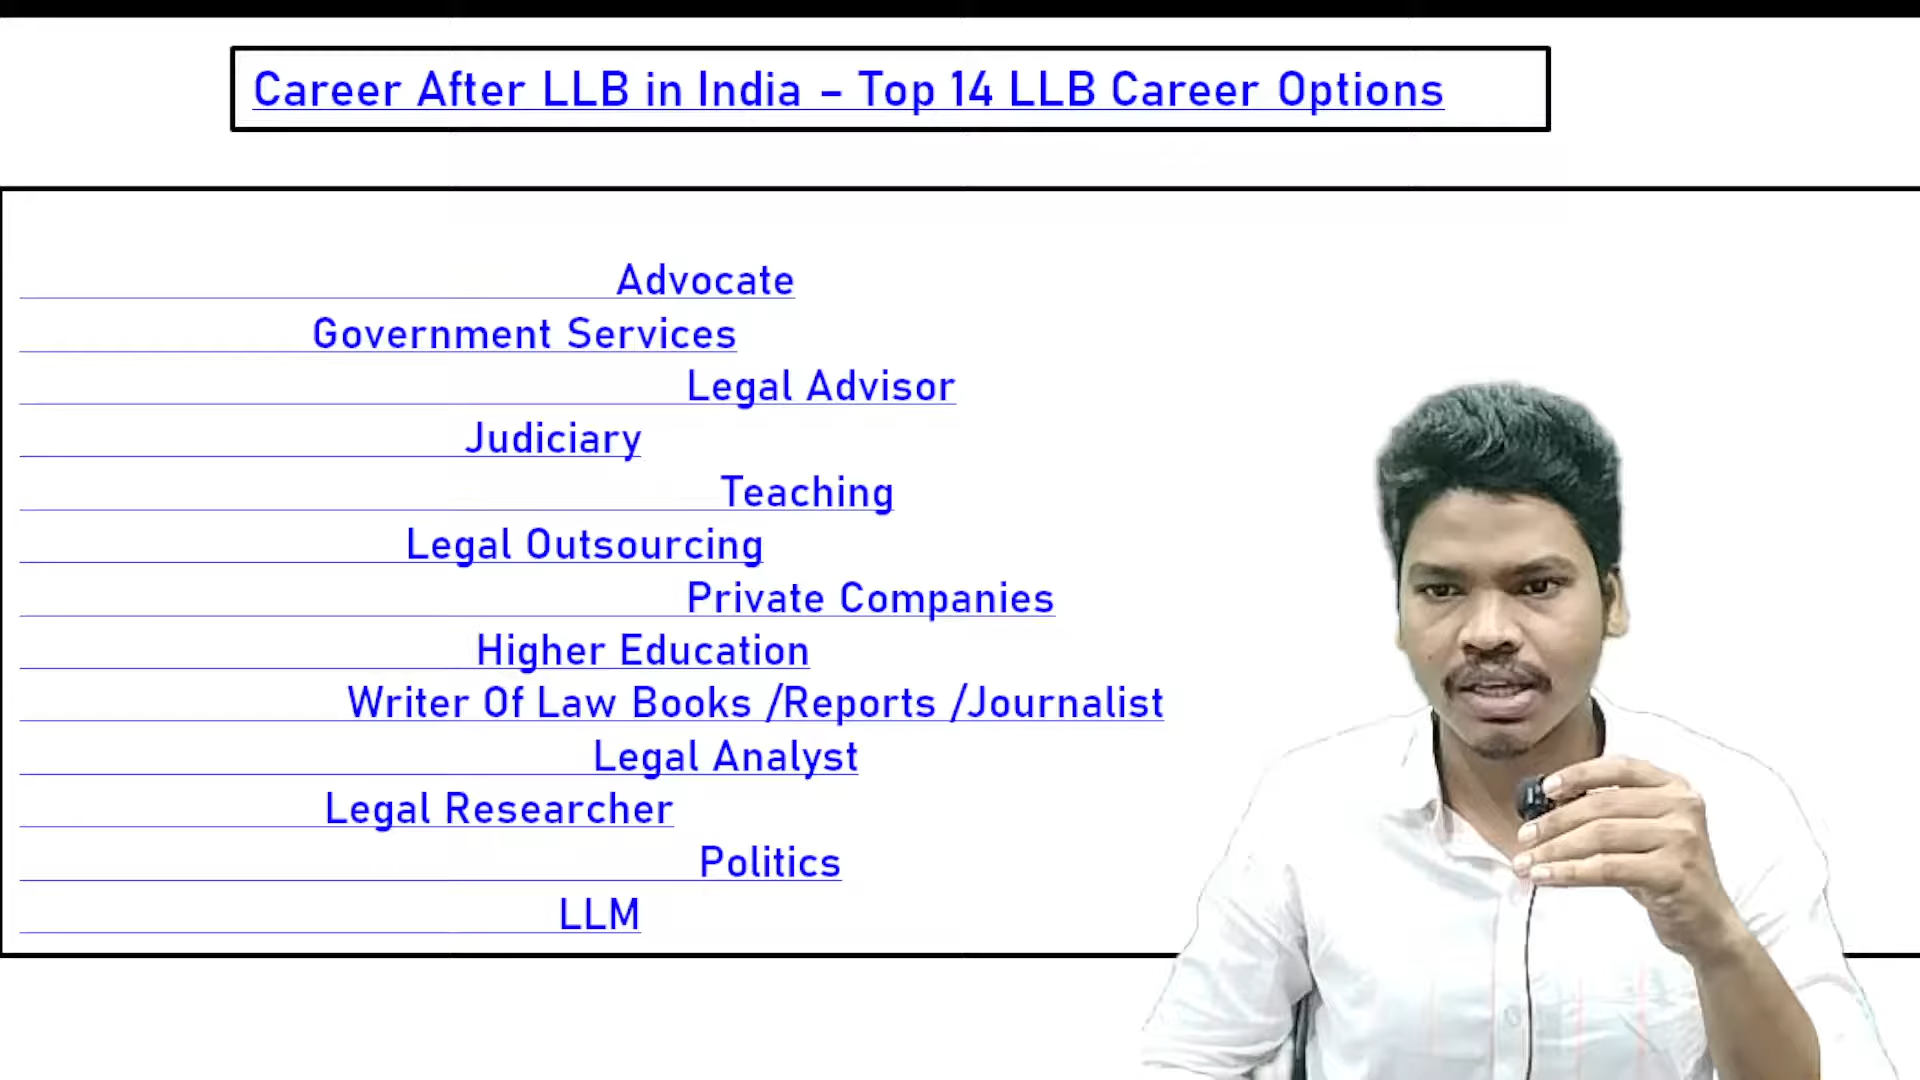 Career After LLB in India – Top 14 LLB Career Options
Advocate
Government Services
Legal Advisor
Judiciary
Teaching
Legal Outsourcing
Private Companies
Higher Education
Writer Of Law Books /Reports /Journalist
Legal Analyst
Legal Researcher
Politics
LLM